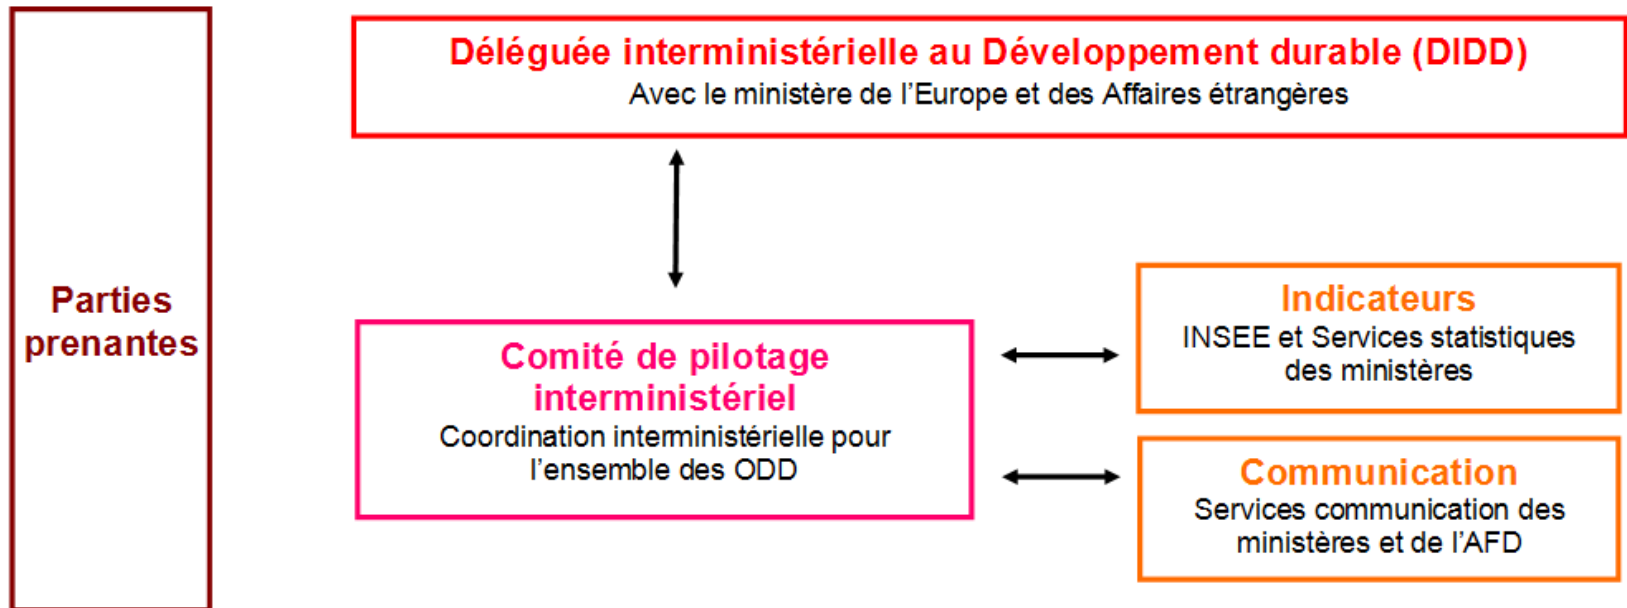 Parties
prenantes
Déléguée interministérielle au Développement durable (DIDD)
Avec le ministère de l'Europe et des Affaires étrangères
Comité de pilotage
interministériel
Coordination interministérielle pour
l'ensemble des ODD
Indicateurs
INSEE et Services statistiques
des ministères
Communication
Services communication des
ministères et de l'AFD